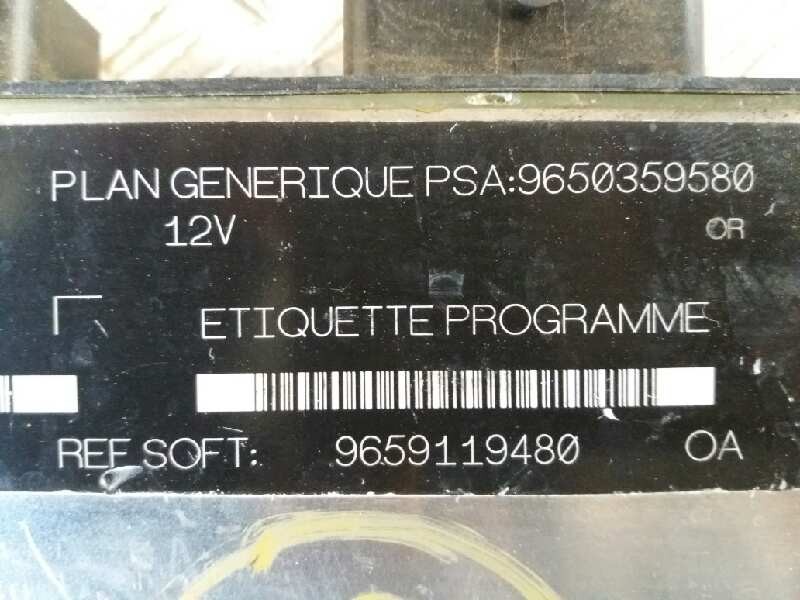 PLAN GENERIQUE PSA:9650359580
12V OR
ETIQUETTE PROGRAMME
REF SOFT: 9659119480 OA